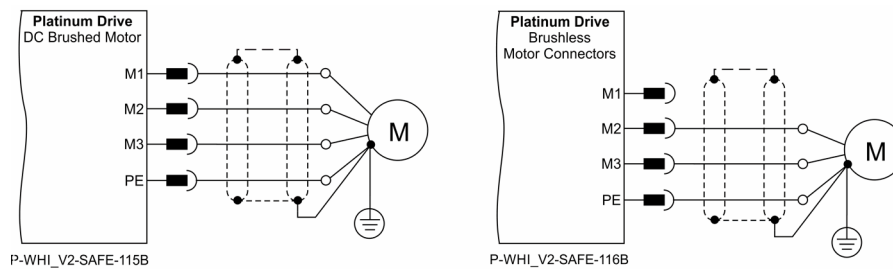 Platinum Drive
DC Brushed Motor
M1
M2
M3
PE
M
P-WHI_V2-SAFE-115B
Platinum Drive
Brushless
Motor Connectors
M1
M2
M3
PE
M
P-WHI_V2-SAFE-116B